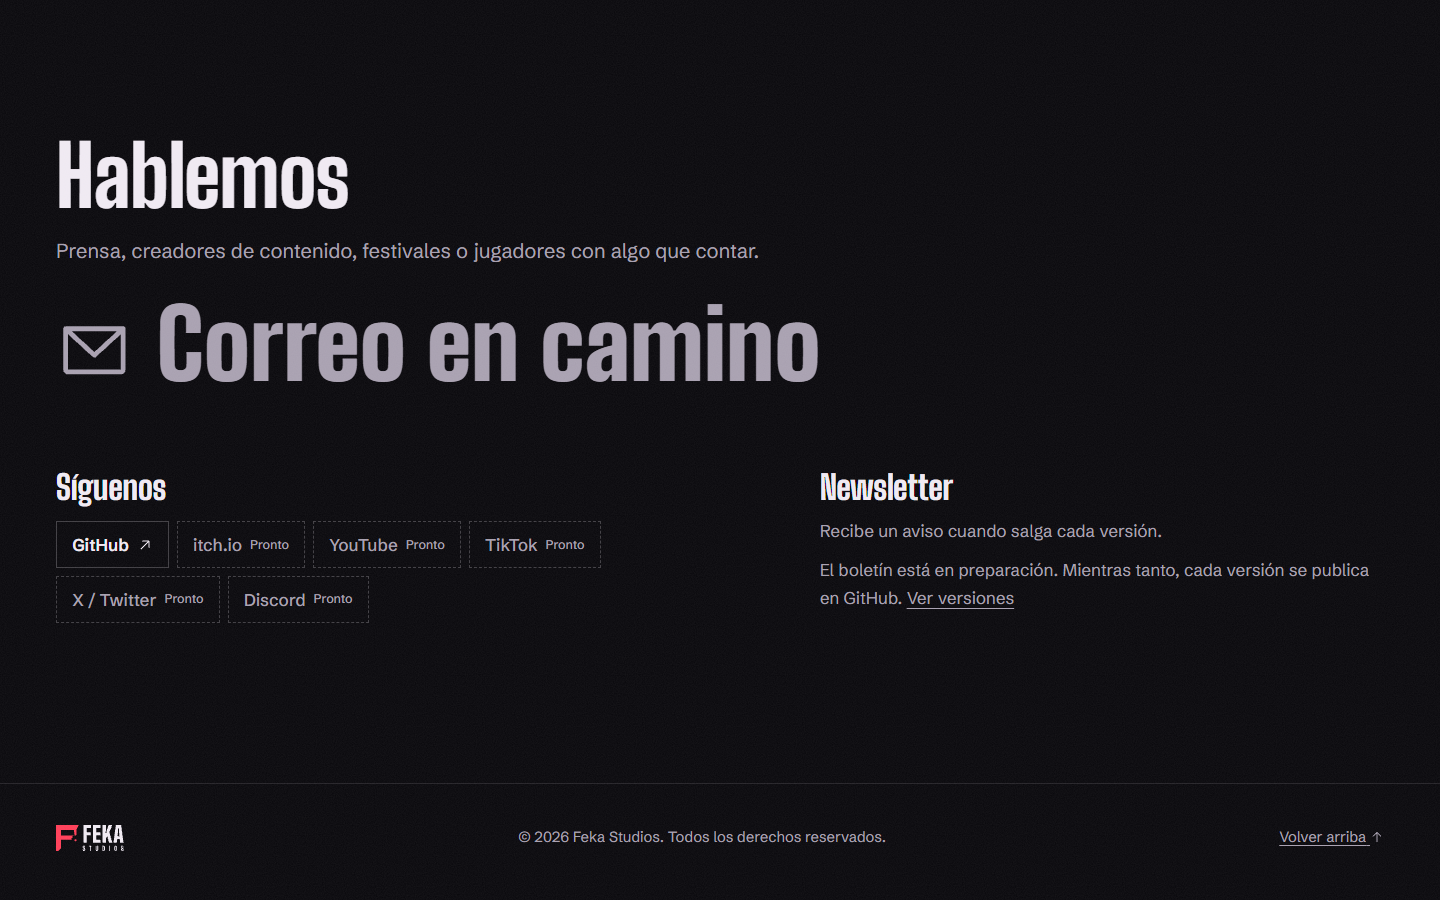 Hablemos
Prensa, creadores de contenido, festivales o jugadores con algo que contar.
Correo en camino
Síguenos
GitHub ↗
itch.io Pronto
YouTube Pronto
TikTok Pronto
X / Twitter Pronto
Discord Pronto
Newsletter
Recibe un aviso cuando salga cada versión.
El boletín está en preparación. Mientras tanto, cada versión se publica
en GitHub. Ver versiones
FEKA
STUDIOS
© 2026 Feka Studios. Todos los derechos reservados.
Volver arriba ↑